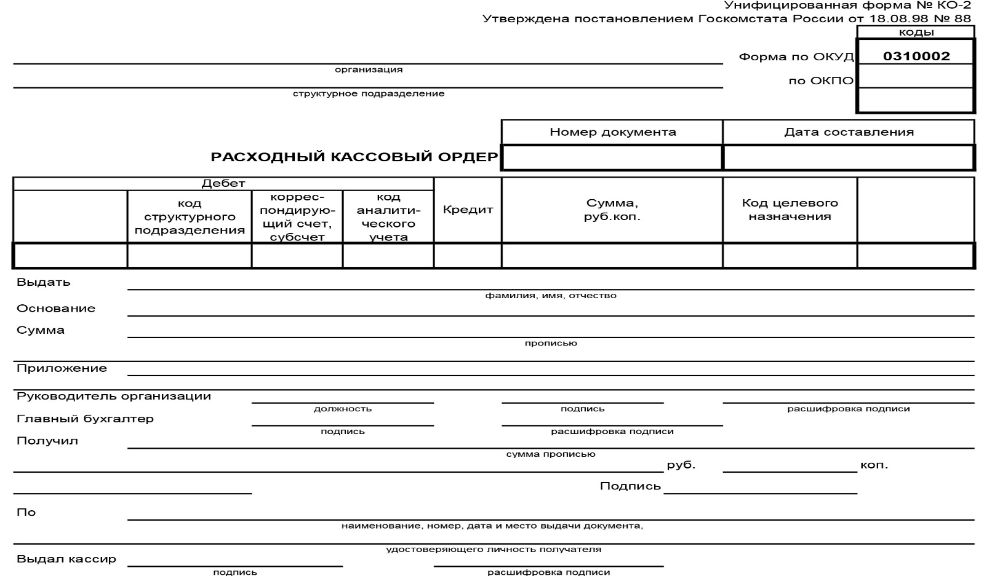 Унифицированная форма № КО-2
Утверждена постановлением Госкомстата России от 18.08.98 № 88
коды
Форма по ОКУД 0310002
организация
по ОКПО
структурное подразделение
Номер документа Дата составления
РАСХОДНЫЙ КАССОВЫЙ ОРДЕР
Дебет
код
структурного
подразделения
коррес-
пондирую-
щий счет,
субсчет
код
аналити-
ческого
учета
Кредит
Сумма,
руб.коп.
Код целевого
назначения
Выдать
фамилия, имя, отчество
Основание
Сумма
прописью
Приложение
Руководитель организации
должность подпись расшифровка подписи
Главный бухгалтер
подпись расшифровка подписи
Получил
сумма прописью
руб. коп.
Подпись
По
наименование, номер, дата и место выдачи документа,
удостоверяющего личность получателя
Выдал кассир
подпись расшифровка подписи